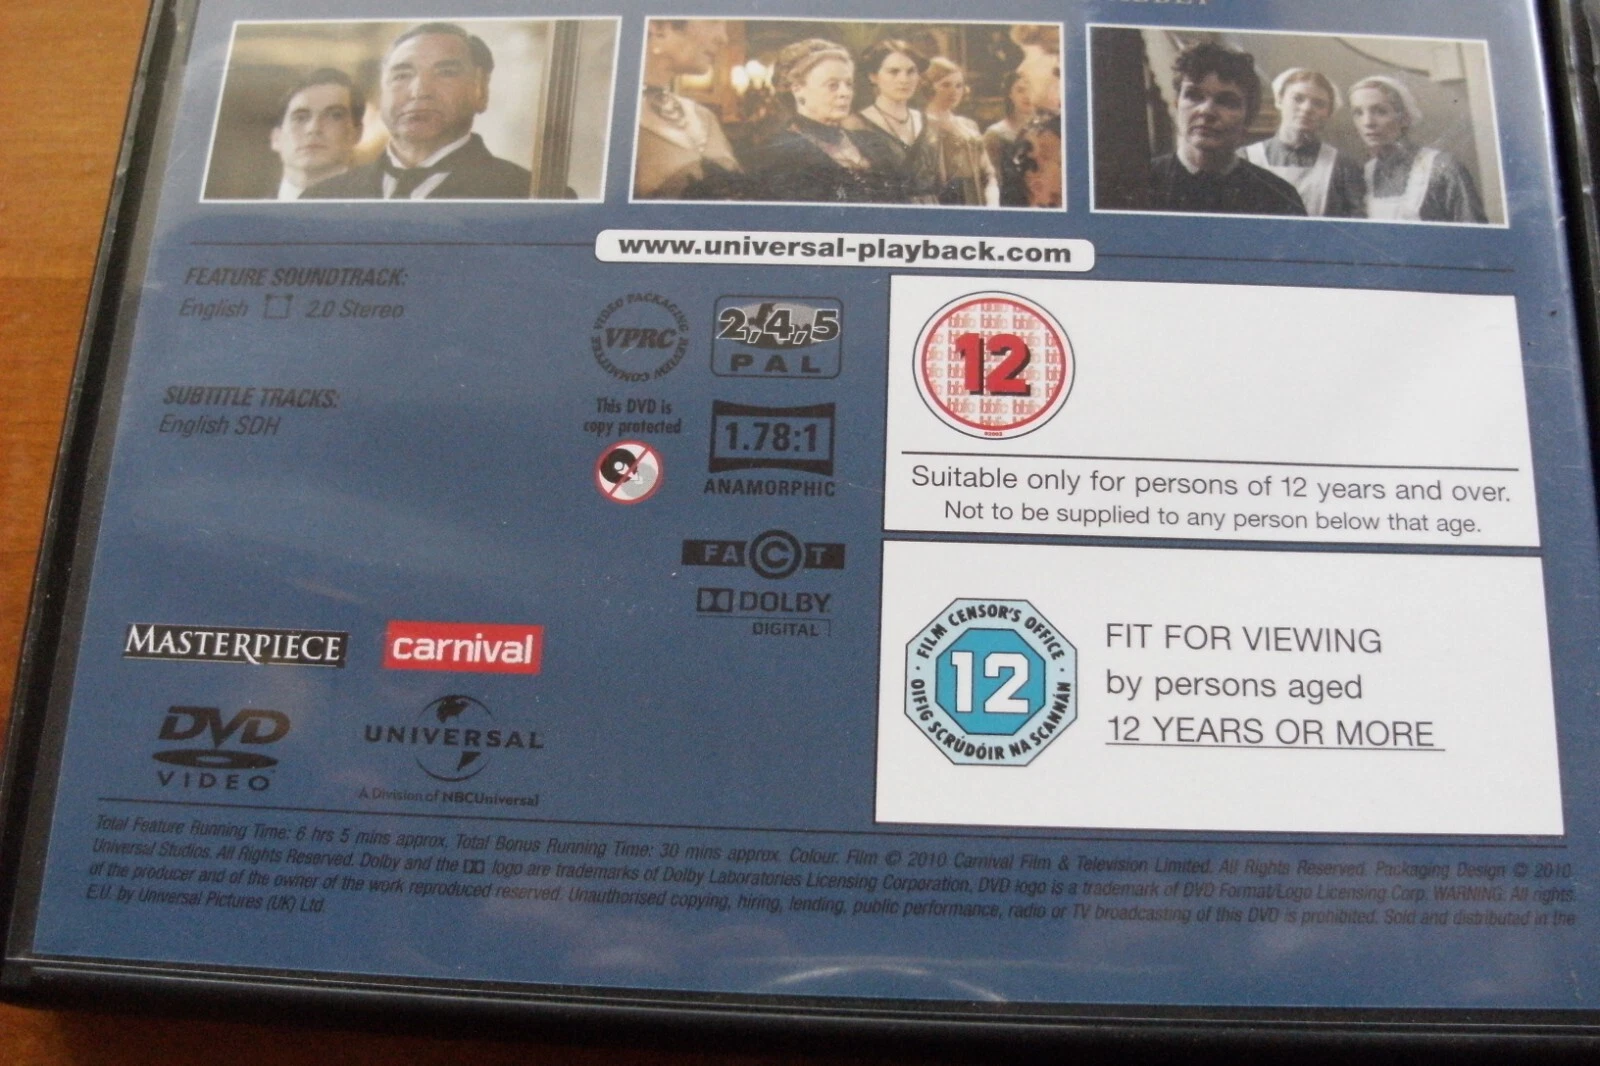 www.universal-playback.com
FEATURE SOUNDTRACK:
English 2.0 Stereo
SUBTITLE TRACKS:
English SDH
VIDEO PACKAGING REVIEW COMMITTEE
VPRC
This DVD is
copy protected
2,4,5
PAL
1.78:1
ANAMORPHIC
FACT
DOLBY
DIGITAL
12
Suitable only for persons of 12 years and over.
Not to be supplied to any person below that age.
FILM CENSOR'S OFFICE
12
OIFIG SCRÚDÓIR NA SCANNÁN
FIT FOR VIEWING
by persons aged
12 YEARS OR MORE
MASTERPIECE
carnival
DVD
VIDEO
UNIVERSAL
A Division of NBCUniversal
Total Feature Running Time: 6 hrs 5 mins approx. Total Bonus Running Time: 30 mins approx. Colour. Film © 2010 Carnival Film & Television Limited. All Rights Reserved. Packaging Design © 2010
Universal Studios. All Rights Reserved. Dolby and the logo are trademarks of Dolby Laboratories Licensing Corporation, DVD logo is a trademark of DVD Format/Logo Licensing Corp. WARNING: All rights
of the producer and of the owner of the work reproduced reserved. Unauthorised copying, hiring, lending, public performance, radio or TV broadcasting of this DVD is prohibited. Sold and distributed in the
E.U. by Universal Pictures (UK) Ltd.